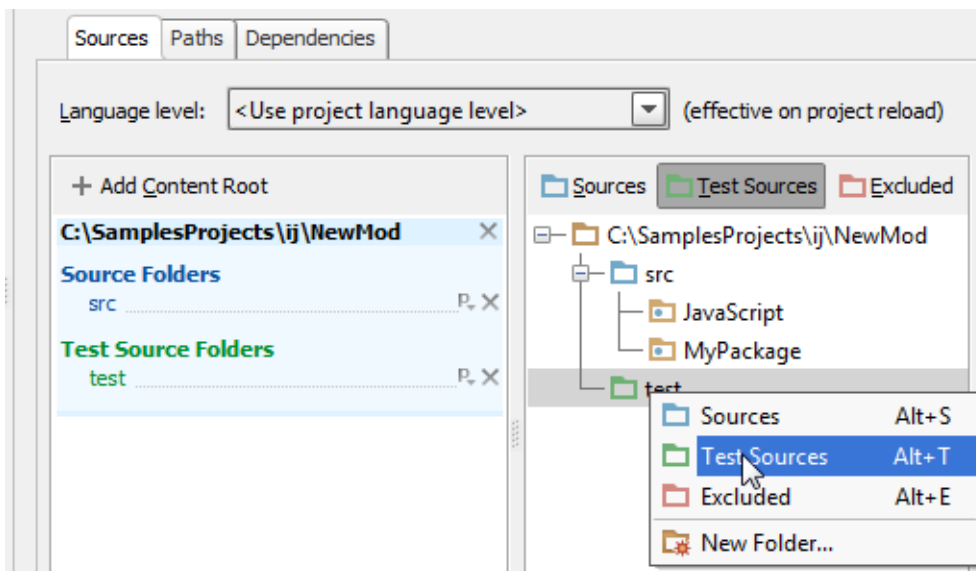 Sources Paths Dependencies
Language level: <Use project language level> (effective on project reload)
+ Add Content Root
C:\SamplesProjects\ij\NewMod
Source Folders
src
Test Source Folders
test
Sources Test Sources Excluded
C:\SamplesProjects\ij\NewMod
src
JavaScript
MyPackage
test
Sources Alt+S
Test Sources Alt+T
Excluded Alt+E
New Folder...